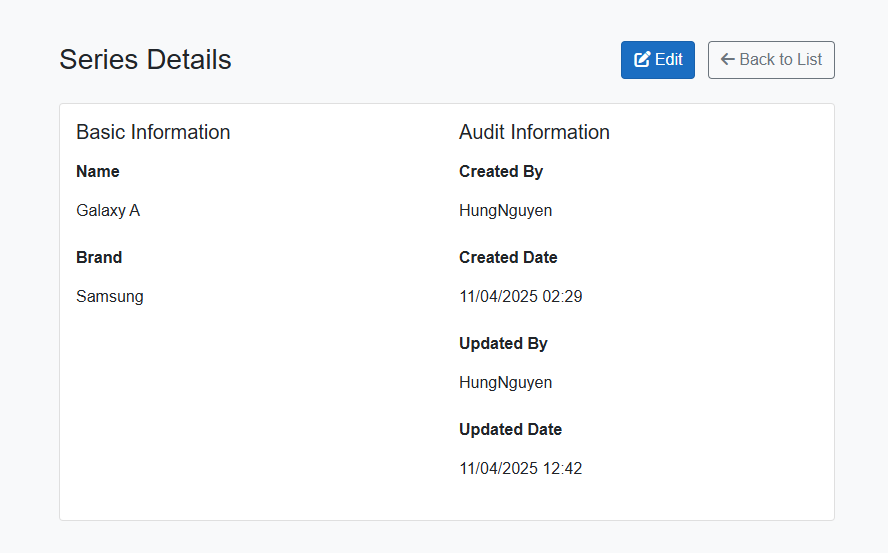 Series Details
Edit
Back to List
Basic Information
Name
Galaxy A
Brand
Samsung
Audit Information
Created By
HungNguyen
Created Date
11/04/2025 02:29
Updated By
HungNguyen
Updated Date
11/04/2025 12:42